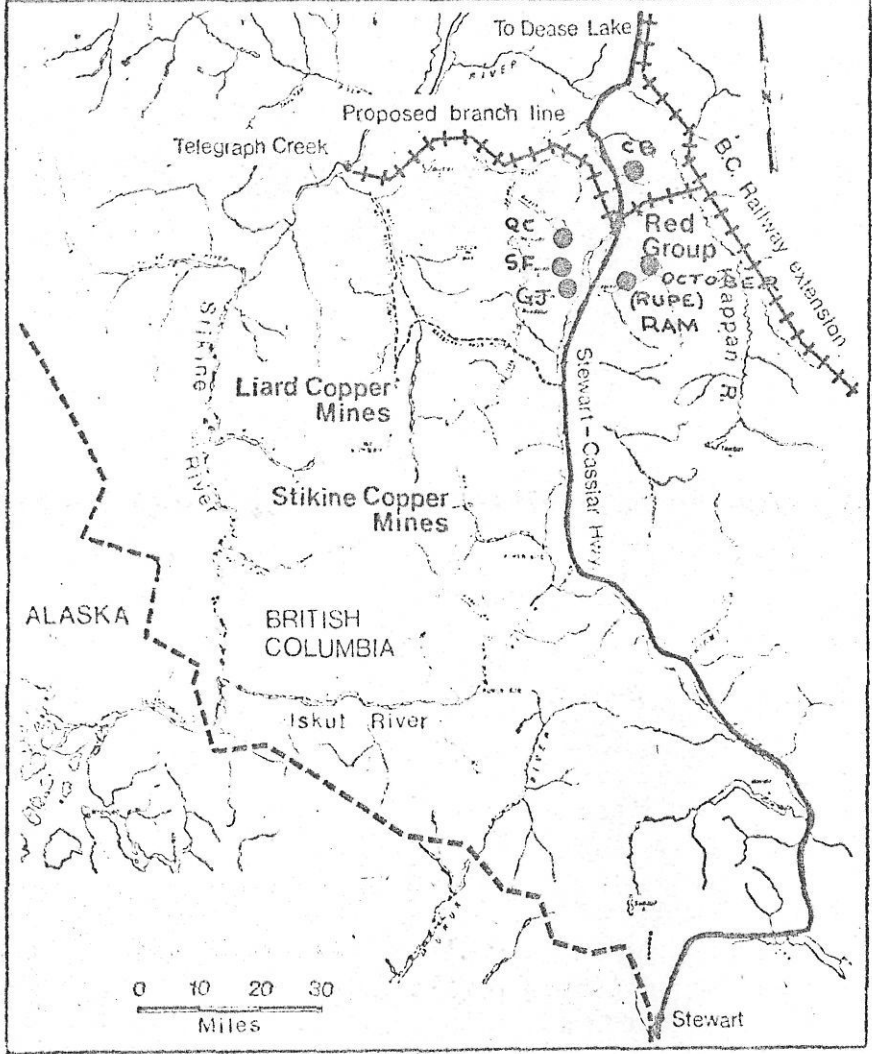 To Dease Lake
RIVER
Proposed branch line
Telegraph Creek
CB
B.C. Railway extension
QC
SF
GJ
Red
Group
OCTOBER
(RUPE)
RAM
Klappan R.
Stikine
River
Liard Copper
Mines
Stewart-Cassiar Hwy.
Stikine Copper
Mines
ALASKA
BRITISH
COLUMBIA
Iskut River
RIVER
0 10 20 30
Miles
Stewart